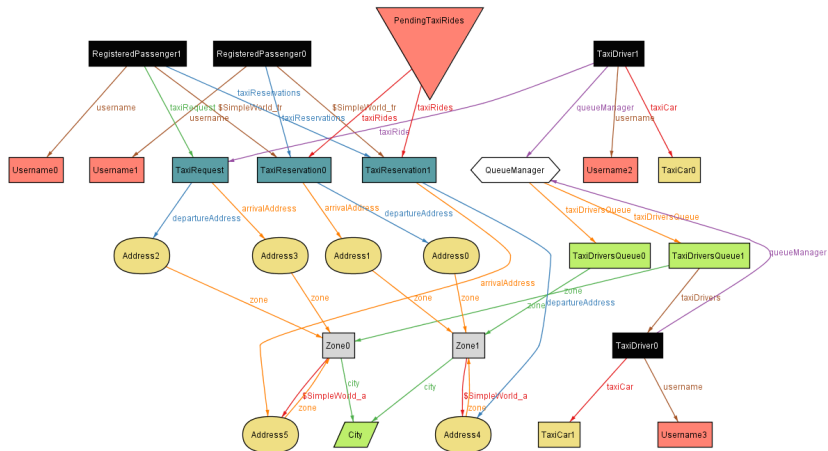 PendingTaxiRides
RegisteredPassenger1
RegisteredPassenger0
TaxiDriver1
taxiReservations
username
taxiRequest
$SimpleWorld_tr
$SimpleWorld_tr
taxiRides
queueManager
taxiCar
username
taxiReservations
taxiRides
username
taxiRide
Username0
Username1
TaxiRequest
TaxiReservation0
TaxiReservation1
QueueManager
Username2
TaxiCar0
arrivalAddress
taxiDriversQueue
departureAddress
arrivalAddress
departureAddress
taxiDriversQueue
Address2
Address3
Address1
Address0
TaxiDriversQueue0
TaxiDriversQueue1
queueManager
arrivalAddress
zone
zone
zone
zone
zone
departureAddress
zone
taxiDrivers
Zone0
Zone1
TaxiDriver0
city
city
taxiCar
username
$SimpleWorld_a
$SimpleWorld_a
zone
zone
Address5
City
Address4
TaxiCar1
Username3